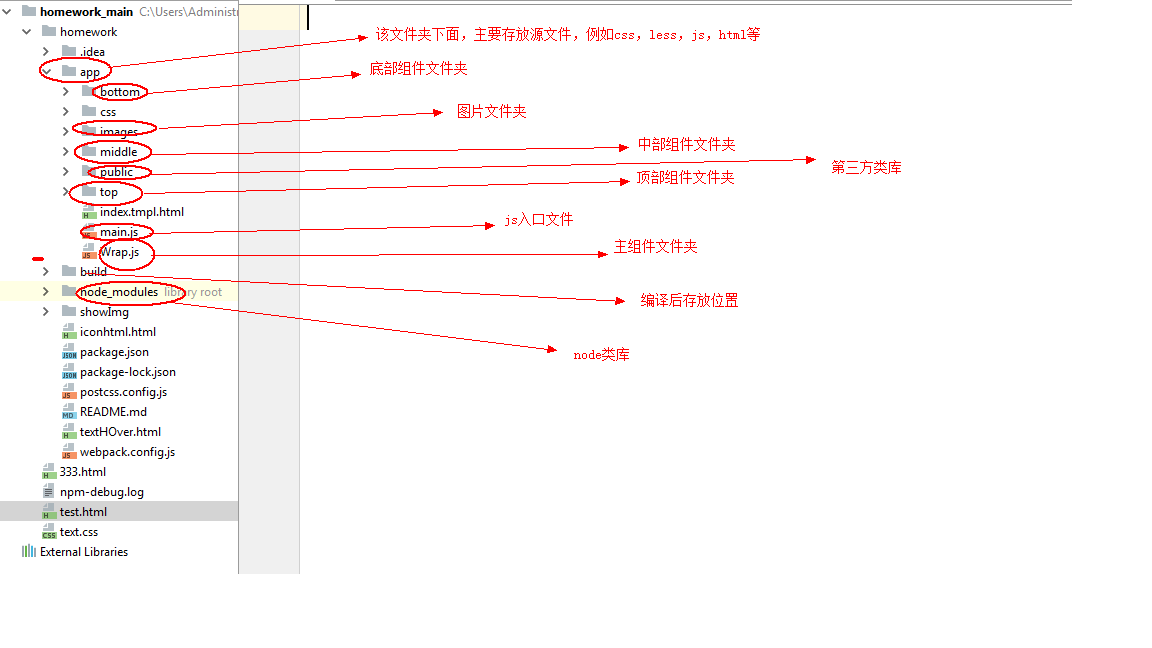 homework_main C:\Users\Administr
homework
.idea
该文件夹下面，主要存放源文件，例如css，less，js，html等
app
底部组件文件夹
bottom
css
图片文件夹
images
中部组件文件夹
middle
第三方类库
public
顶部组件文件夹
top
index.tmpl.html
js入口文件
main.js
主组件文件夹
Wrap.js
build
编译后存放位置
node_modules library root
showImg
iconhtml.html
node类库
package.json
package-lock.json
postcss.config.js
README.md
textHOver.html
webpack.config.js
333.html
npm-debug.log
test.html
text.css
External Libraries